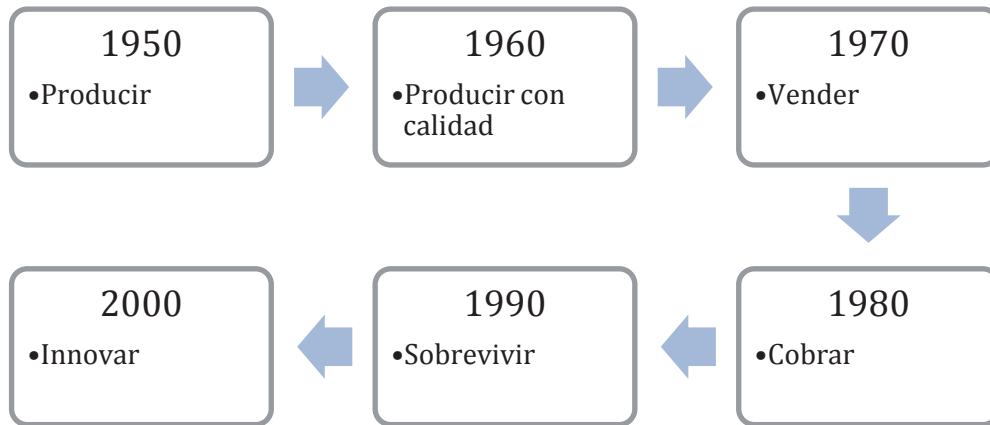 1950
•Producir
1960
•Producir con
calidad
1970
•Vender
1980
•Cobrar
1990
•Sobrevivir
2000
•Innovar